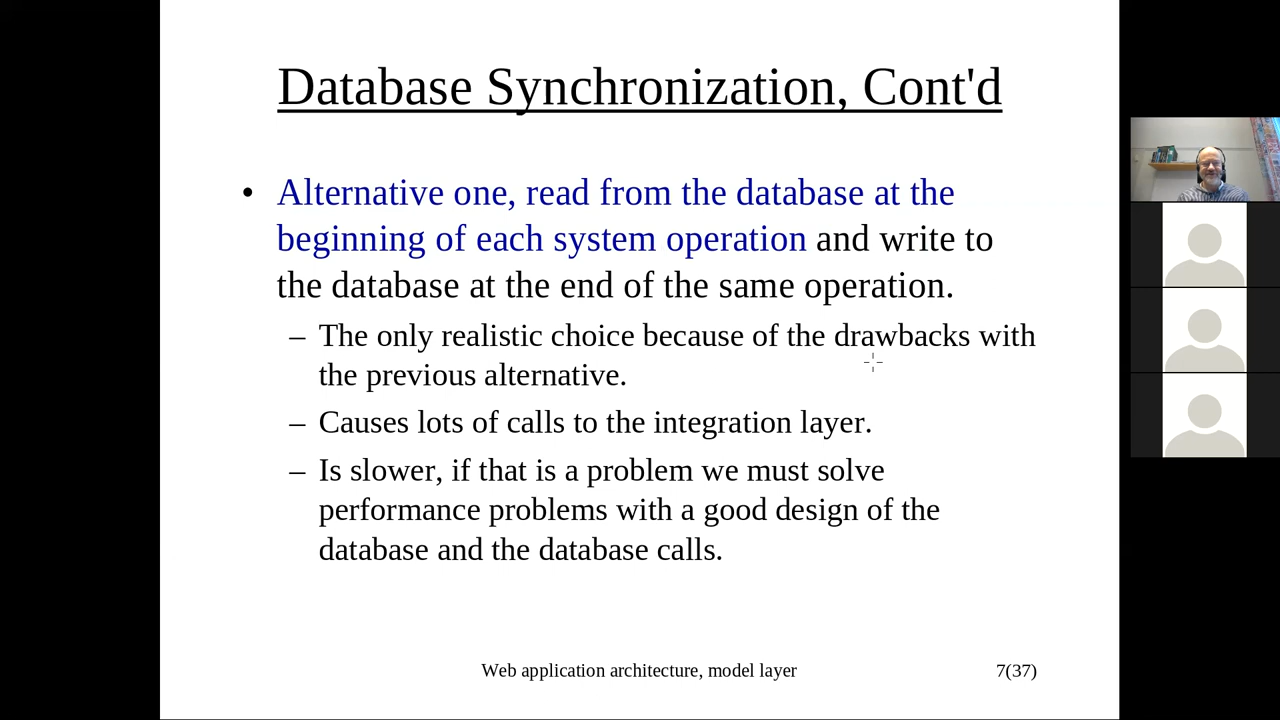 Database Synchronization, Cont'd
• Alternative one, read from the database at the
beginning of each system operation and write to
the database at the end of the same operation.
– The only realistic choice because of the drawbacks with
the previous alternative.
– Causes lots of calls to the integration layer.
– Is slower, if that is a problem we must solve
performance problems with a good design of the
database and the database calls.
Web application architecture, model layer
7(37)